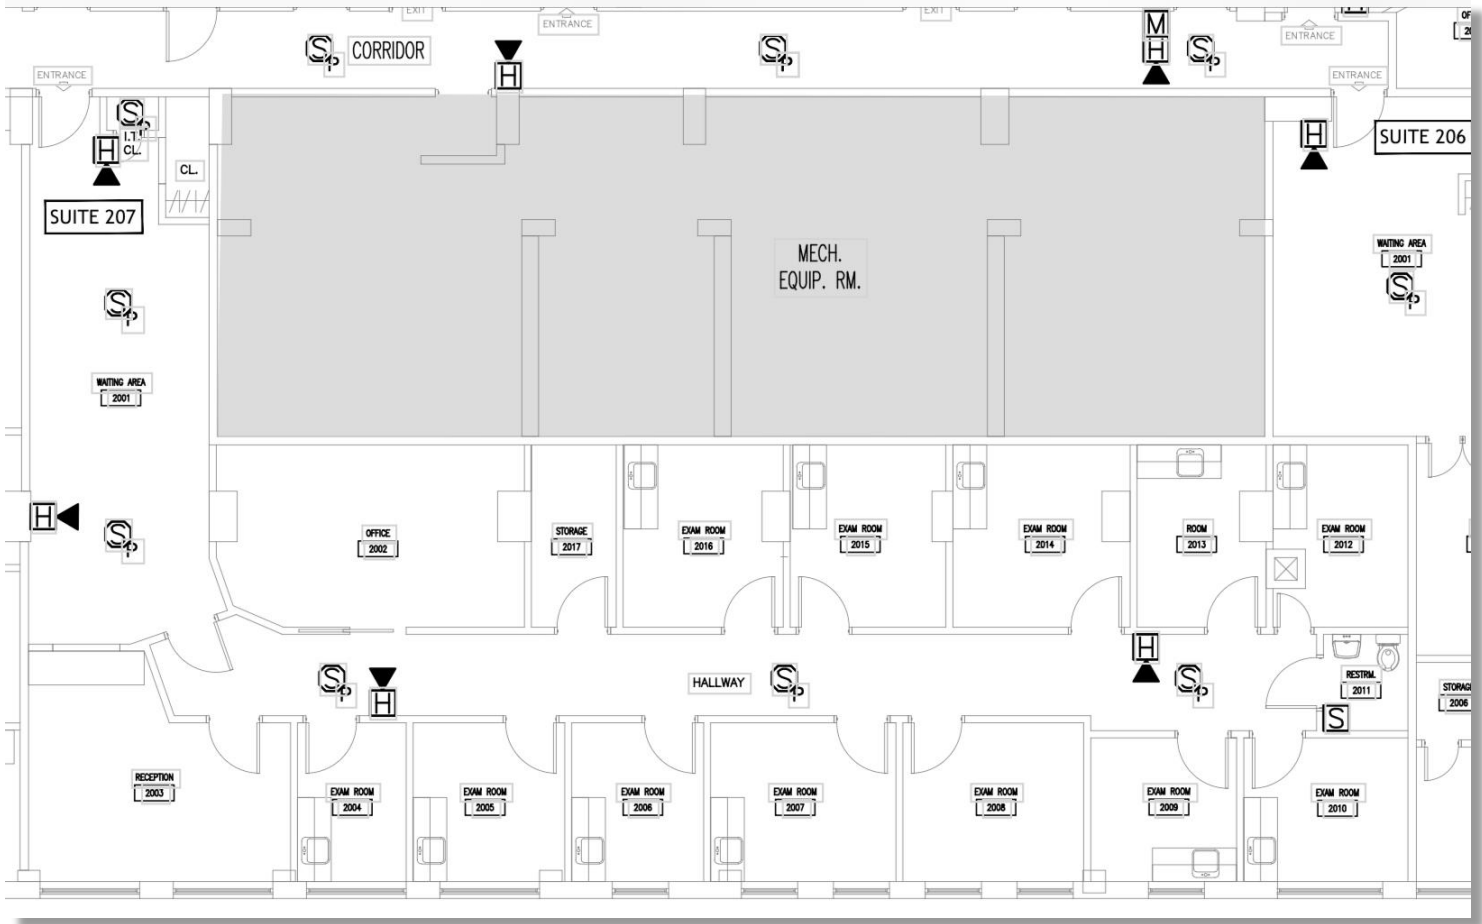 EXIT
EXIT
ENTRANCE
ENTRANCE
M
H
S
P
CORRIDOR
H
S
P
S
P
ENTRANCE
ENTRANCE
S
P
I.T.
CL.
H
CL.
H
SUITE 206
SUITE 207
MECH.
EQUIP. RM.
WAITING AREA
2001
S
P
S
P
WAITING AREA
2001
H
S
P
OFFICE
2002
STORAGE
2017
EXAM ROOM
2016
EXAM ROOM
2015
EXAM ROOM
2014
ROOM
2013
EXAM ROOM
2012
S
P
H
HALLWAY
S
P
H
S
P
RESTRM.
2011
S
STORAGE
2006
RECEPTION
2003
EXAM ROOM
2004
EXAM ROOM
2005
EXAM ROOM
2006
EXAM ROOM
2007
EXAM ROOM
2008
EXAM ROOM
2009
EXAM ROOM
2010